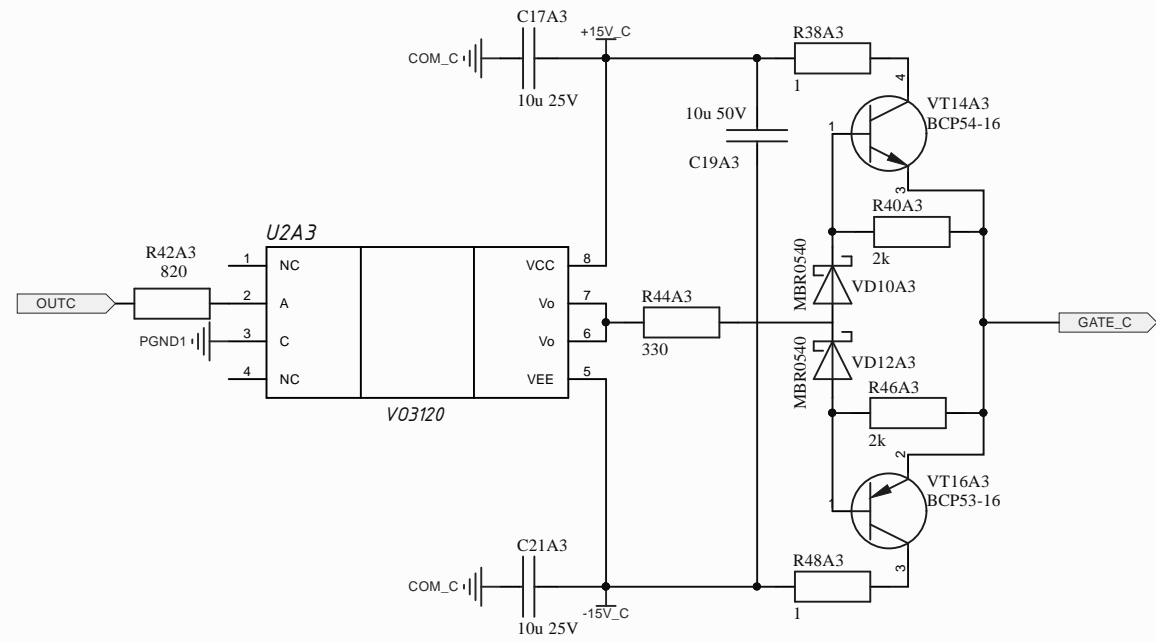 C17A3
COM_C
10u 25V
+15V_C
R38A3
1
4
VT14A3
BCP54-16
1
3
10u 50V
C19A3
R40A3
2k
U2A3
R42A3
820
OUTC
PGND1
1
NC
2
A
3
C
4
NC
VCC
8
Vo
7
Vo
6
VEE
5
VO3120
R44A3
330
MBR0540
VD10A3
MBR0540
VD12A3
GATE_C
R46A3
2k
2
VT16A3
BCP53-16
1
3
C21A3
COM_C
10u 25V
-15V_C
R48A3
1